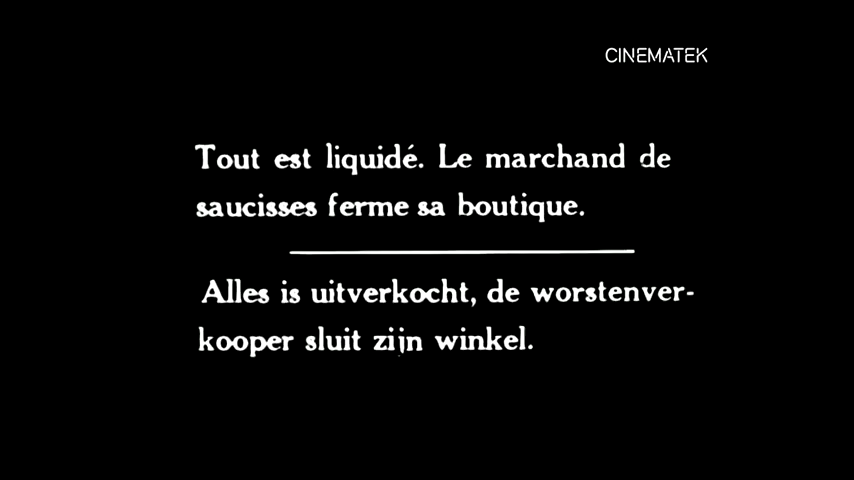 CINEMATEK
Tout est liquidé. Le marchand de
saucisses ferme sa boutique.
Alles is uitverkocht, de worstenver-
kooper sluit zijn winkel.